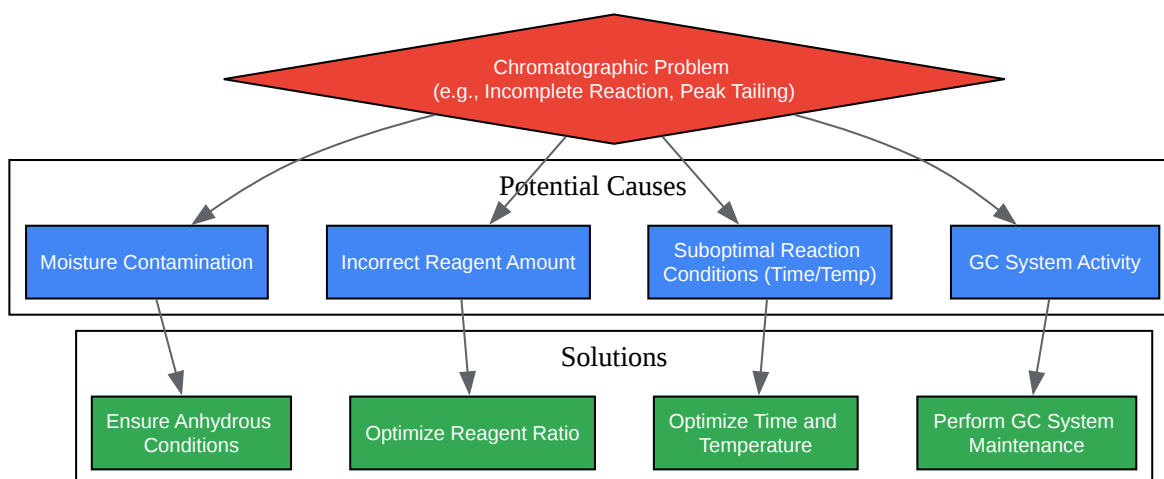 Chromatographic Problem
(e.g., Incomplete Reaction, Peak Tailing)
Potential Causes
Moisture Contamination
Incorrect Reagent Amount
Suboptimal Reaction
Conditions (Time/Temp)
GC System Activity
Solutions
Ensure Anhydrous
Conditions
Optimize Reagent Ratio
Optimize Time and
Temperature
Perform GC System
Maintenance